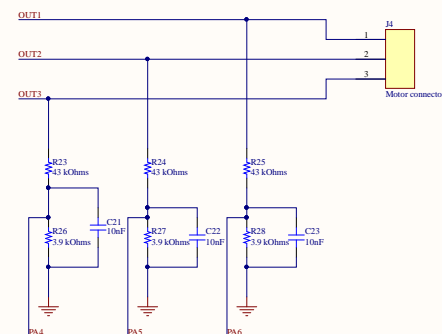 OUT1
J4
1
OUT2
2
3
OUT3
Motor connecto
R23
43 kOhms
R24
43 kOhms
R25
43 kOhms
R26
3.9 kOhms
C21
10nF
R27
3.9 kOhms
C22
10nF
R28
3.9 kOhms
C23
10nF
PA4
PA5
PA6